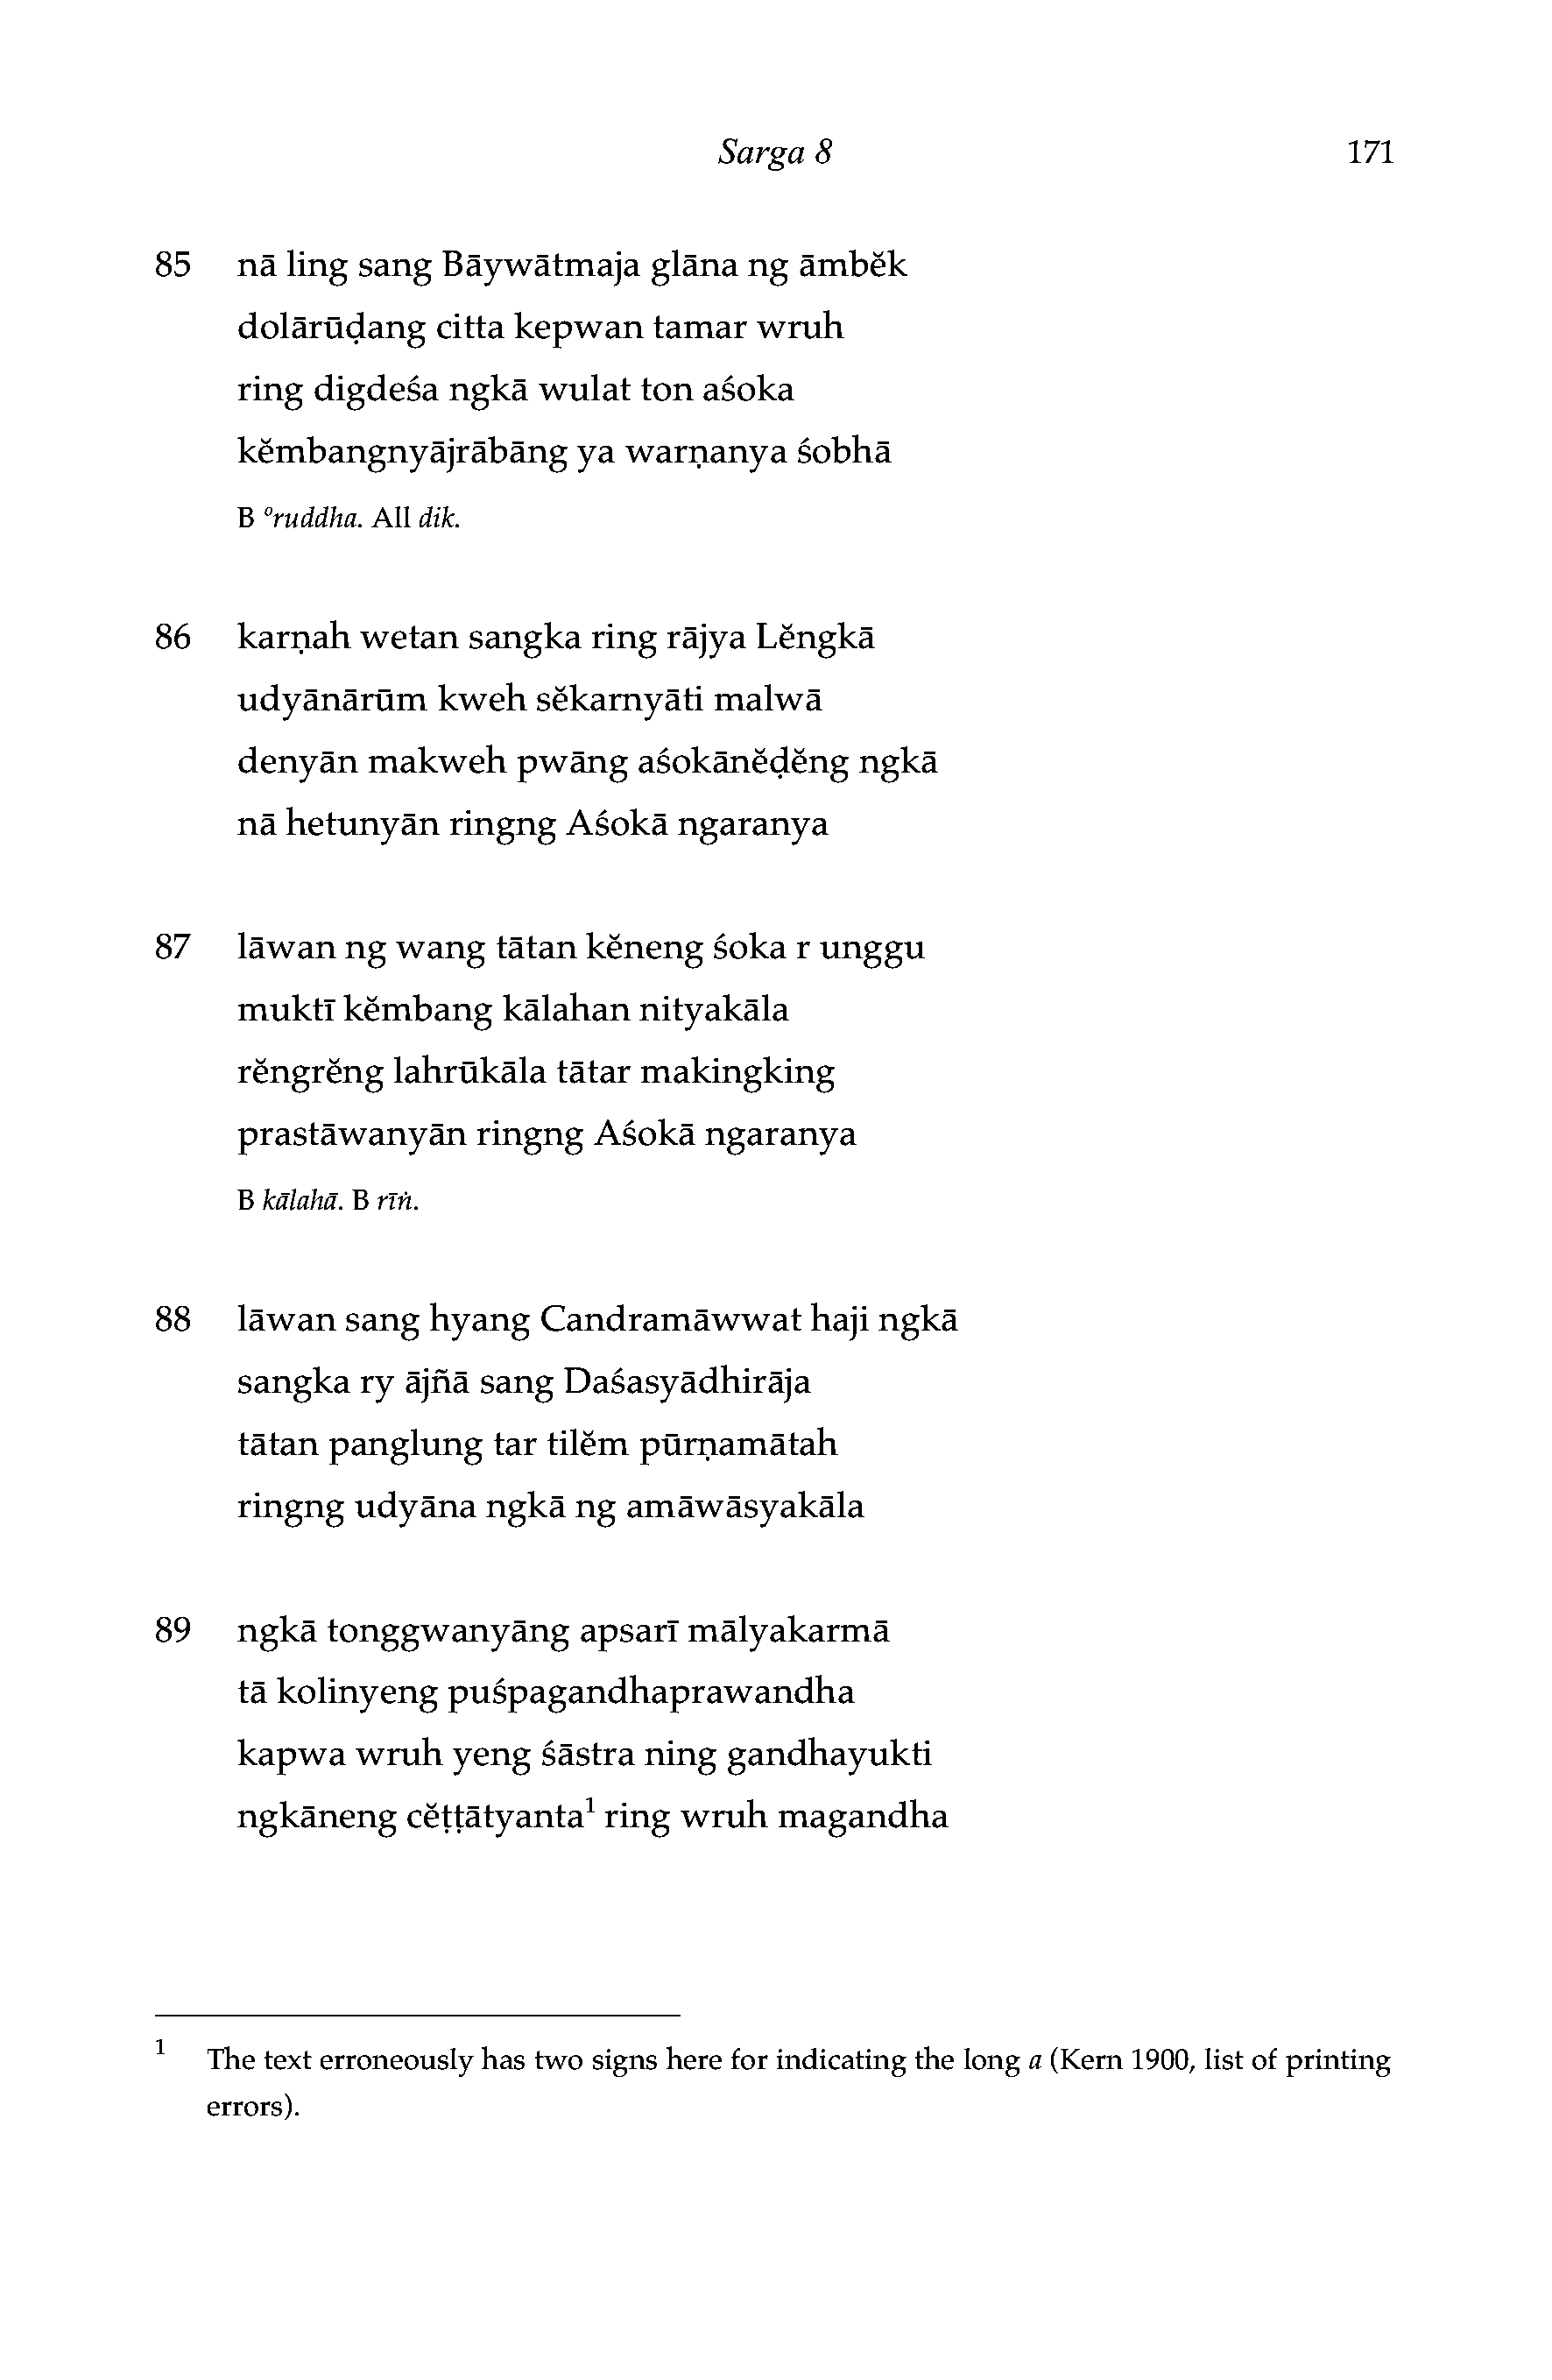 Sarga 8 171
85 nā ling sang Bāywātmaja glāna ng āmbĕk
dolārūḍang citta kepwan tamar wruh
ring digdeśa ngkā wulat ton aśoka
kĕmbangnyājrābāng ya warṇanya śobhā
B °ruddha. All dik.
86 karṇah wetan sangka ring rājya Lĕngkā
udyānārūm kweh sĕkarnyāti malwā
denyān makweh pwāng aśokānĕḍĕng ngkā
nā hetunyān ringng Aśokā ngaranya
87 lāwan ng wang tātan kĕneng śoka r unggu
muktī kĕmbang kālahan nityakāla
rĕngrĕng lahrūkāla tātar makingking
prastāwanyān ringng Aśokā ngaranya
B kālahā. B rīṅ.
88 lāwan sang hyang Candramāwwat haji ngkā
sangka ry ājñā sang Daśasyādhirāja
tātan panglung tar tilĕm pūrṇamātah
ringng udyāna ngkā ng amāwāsyakāla
89 ngkā tonggwanyāng apsarī mālyakarmā
tā kolinyeng puśpagandhaprawandha
kapwa wruh yeng śāstra ning gandhayukti
ngkāneng cĕṭṭātyanta¹ ring wruh magandha
1 The text erroneously has two signs here for indicating the long a (Kern 1900, list of printing
errors).